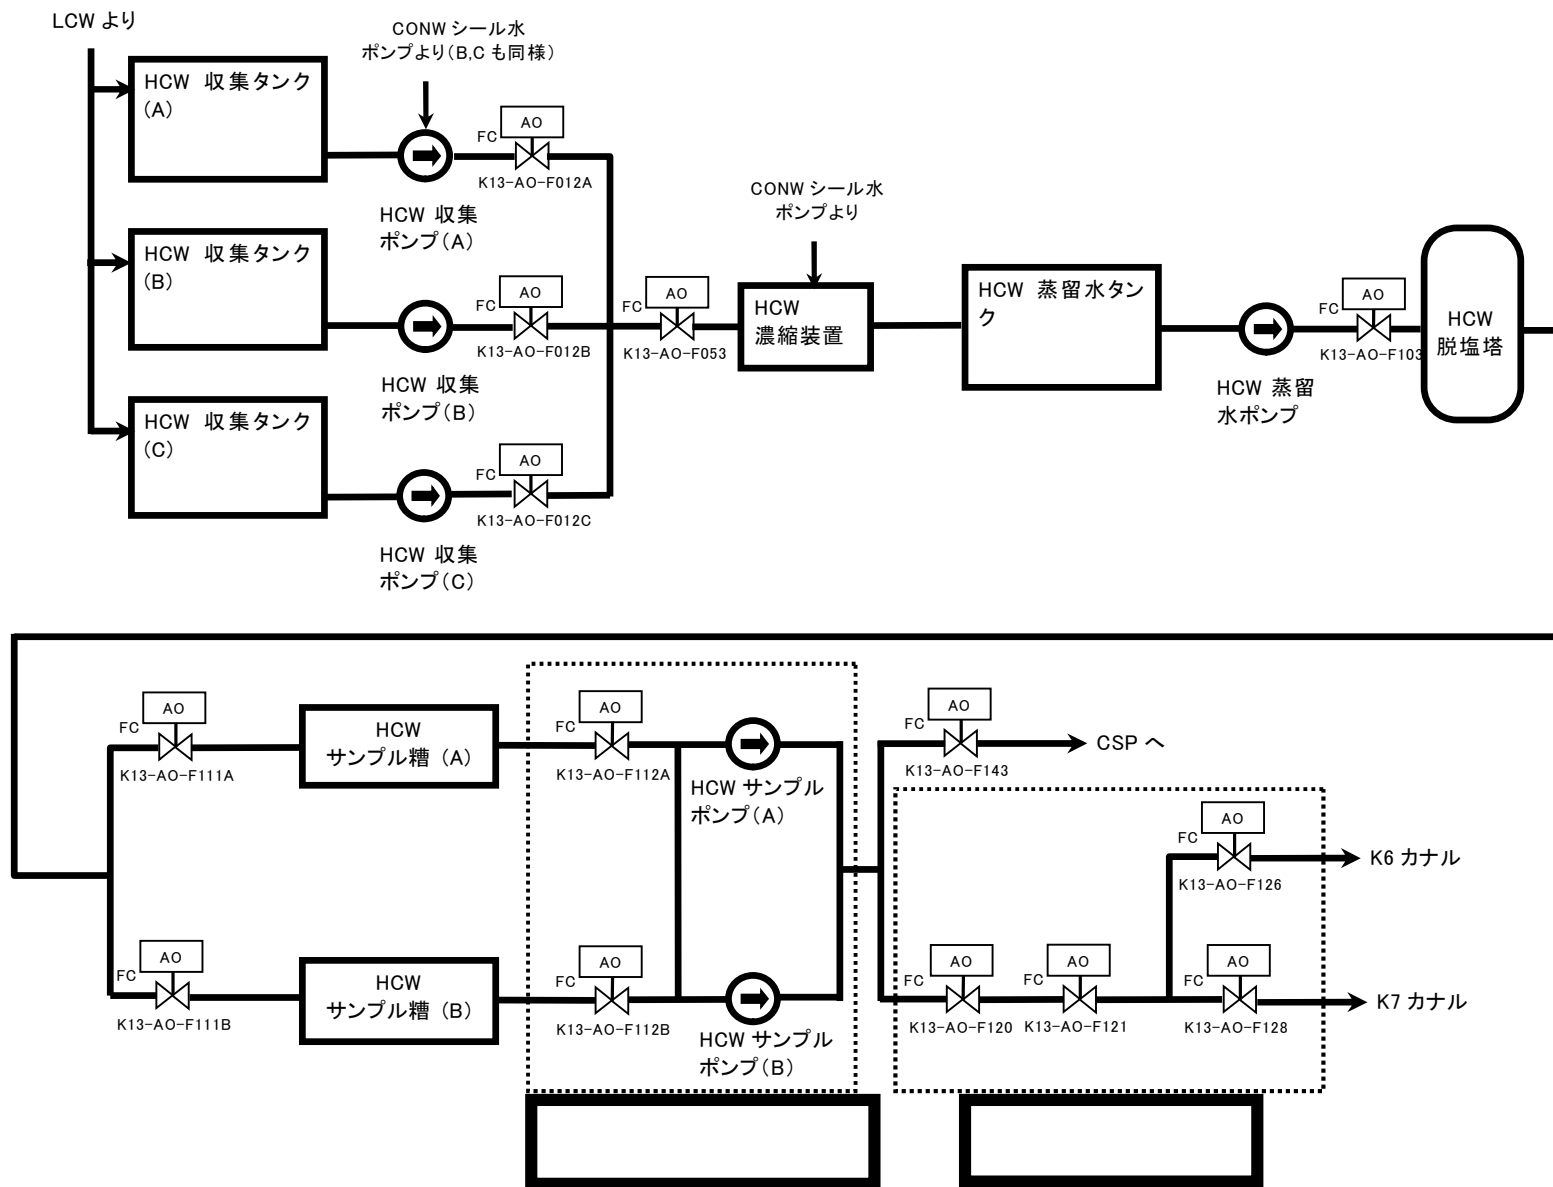 LCW より
CONW シール水
ポンプより(B,C も同様)
HCW 収集タンク
(A)
FC
AO
K13-AO-F012A
HCW 収集
ポンプ(A)
HCW 収集タンク
(B)
FC
AO
K13-AO-F012B
HCW 収集
ポンプ(B)
HCW 収集タンク
(C)
FC
AO
K13-AO-F012C
HCW 収集
ポンプ(C)
FC
AO
K13-AO-F053
CONW シール水
ポンプより
HCW
濃縮装置
HCW 蒸留水タン
ク
HCW 蒸留
水ポンプ
FC
AO
K13-AO-F103
HCW
脱塩塔
FC
AO
K13-AO-F111A
HCW
サンプル糟 (A)
FC
AO
K13-AO-F112A
HCW サンプル
ポンプ(A)
FC
AO
K13-AO-F143
CSP へ
FC
AO
K13-AO-F126
K6 カナル
FC
AO
K13-AO-F111B
HCW
サンプル糟 (B)
FC
AO
K13-AO-F112B
HCW サンプル
ポンプ(B)
FC
AO
K13-AO-F120
FC
AO
K13-AO-F121
FC
AO
K13-AO-F128
K7 カナル